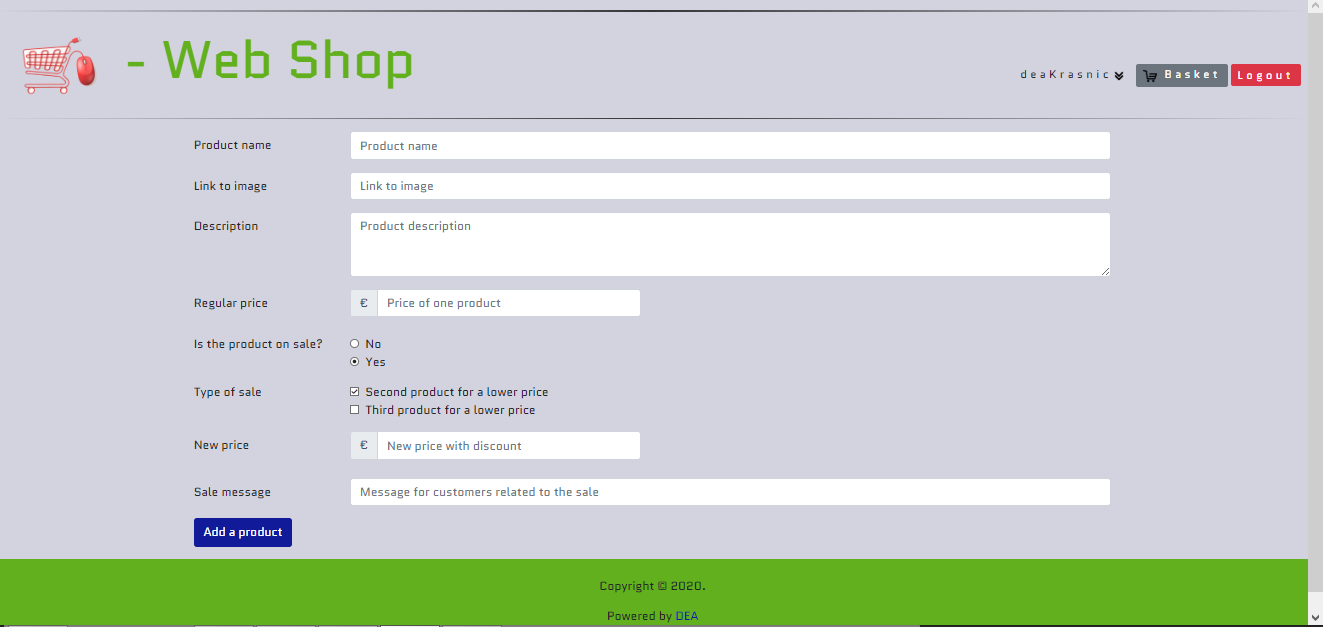 - Web Shop
deaKrasnic Basket Logout
Product name Product name
Link to image Link to image
Description Product description
Regular price € Price of one product
Is the product on sale? No
Yes
Type of sale Second product for a lower price
Third product for a lower price
New price € New price with discount
Sale message Message for customers related to the sale
Add a product
Copyright © 2020.
Powered by DEA